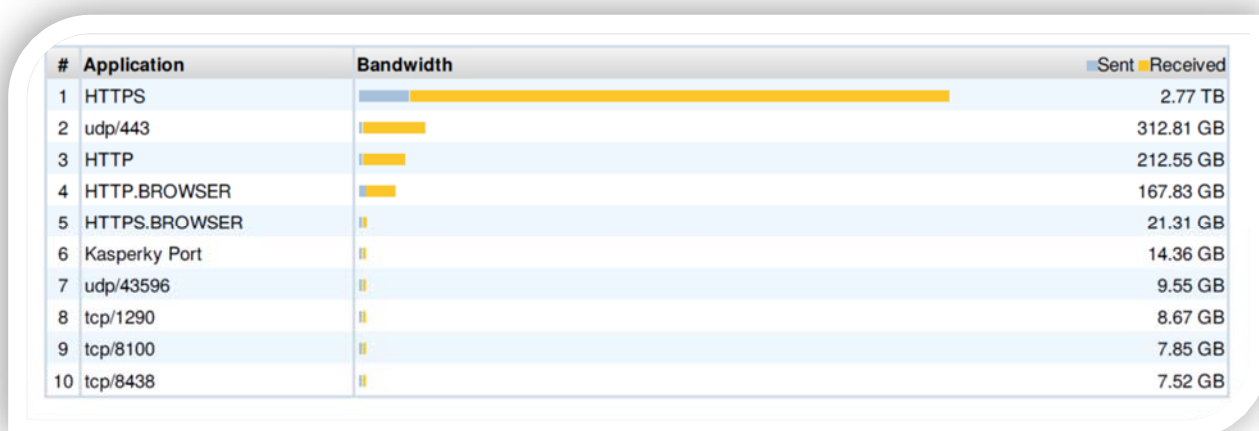 # Application Bandwidth Sent Received
1 HTTPS 2.77 TB
2 udp/443 312.81 GB
3 HTTP 212.55 GB
4 HTTP.BROWSER 167.83 GB
5 HTTPS.BROWSER 21.31 GB
6 Kasperky Port 14.36 GB
7 udp/43596 9.55 GB
8 tcp/1290 8.67 GB
9 tcp/8100 7.85 GB
10 tcp/8438 7.52 GB